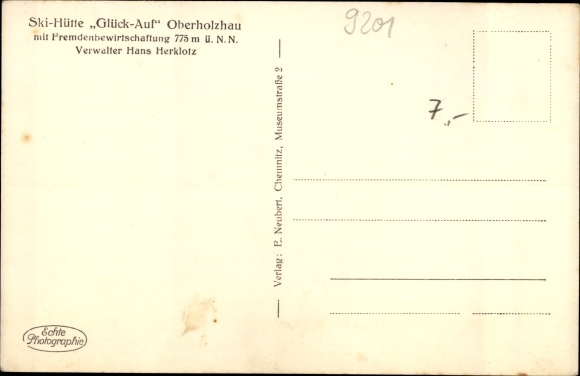 Ski-Hütte „Glück-Auf“ Oberholzhau
mit Fremdenbewirtschaftung 775 m ü. N. N.
Verwalter Hans Herklotz
9201
7,-
Verlag: E. Neubert, Chemnitz, Museumstraße 2
Echte
Photographie